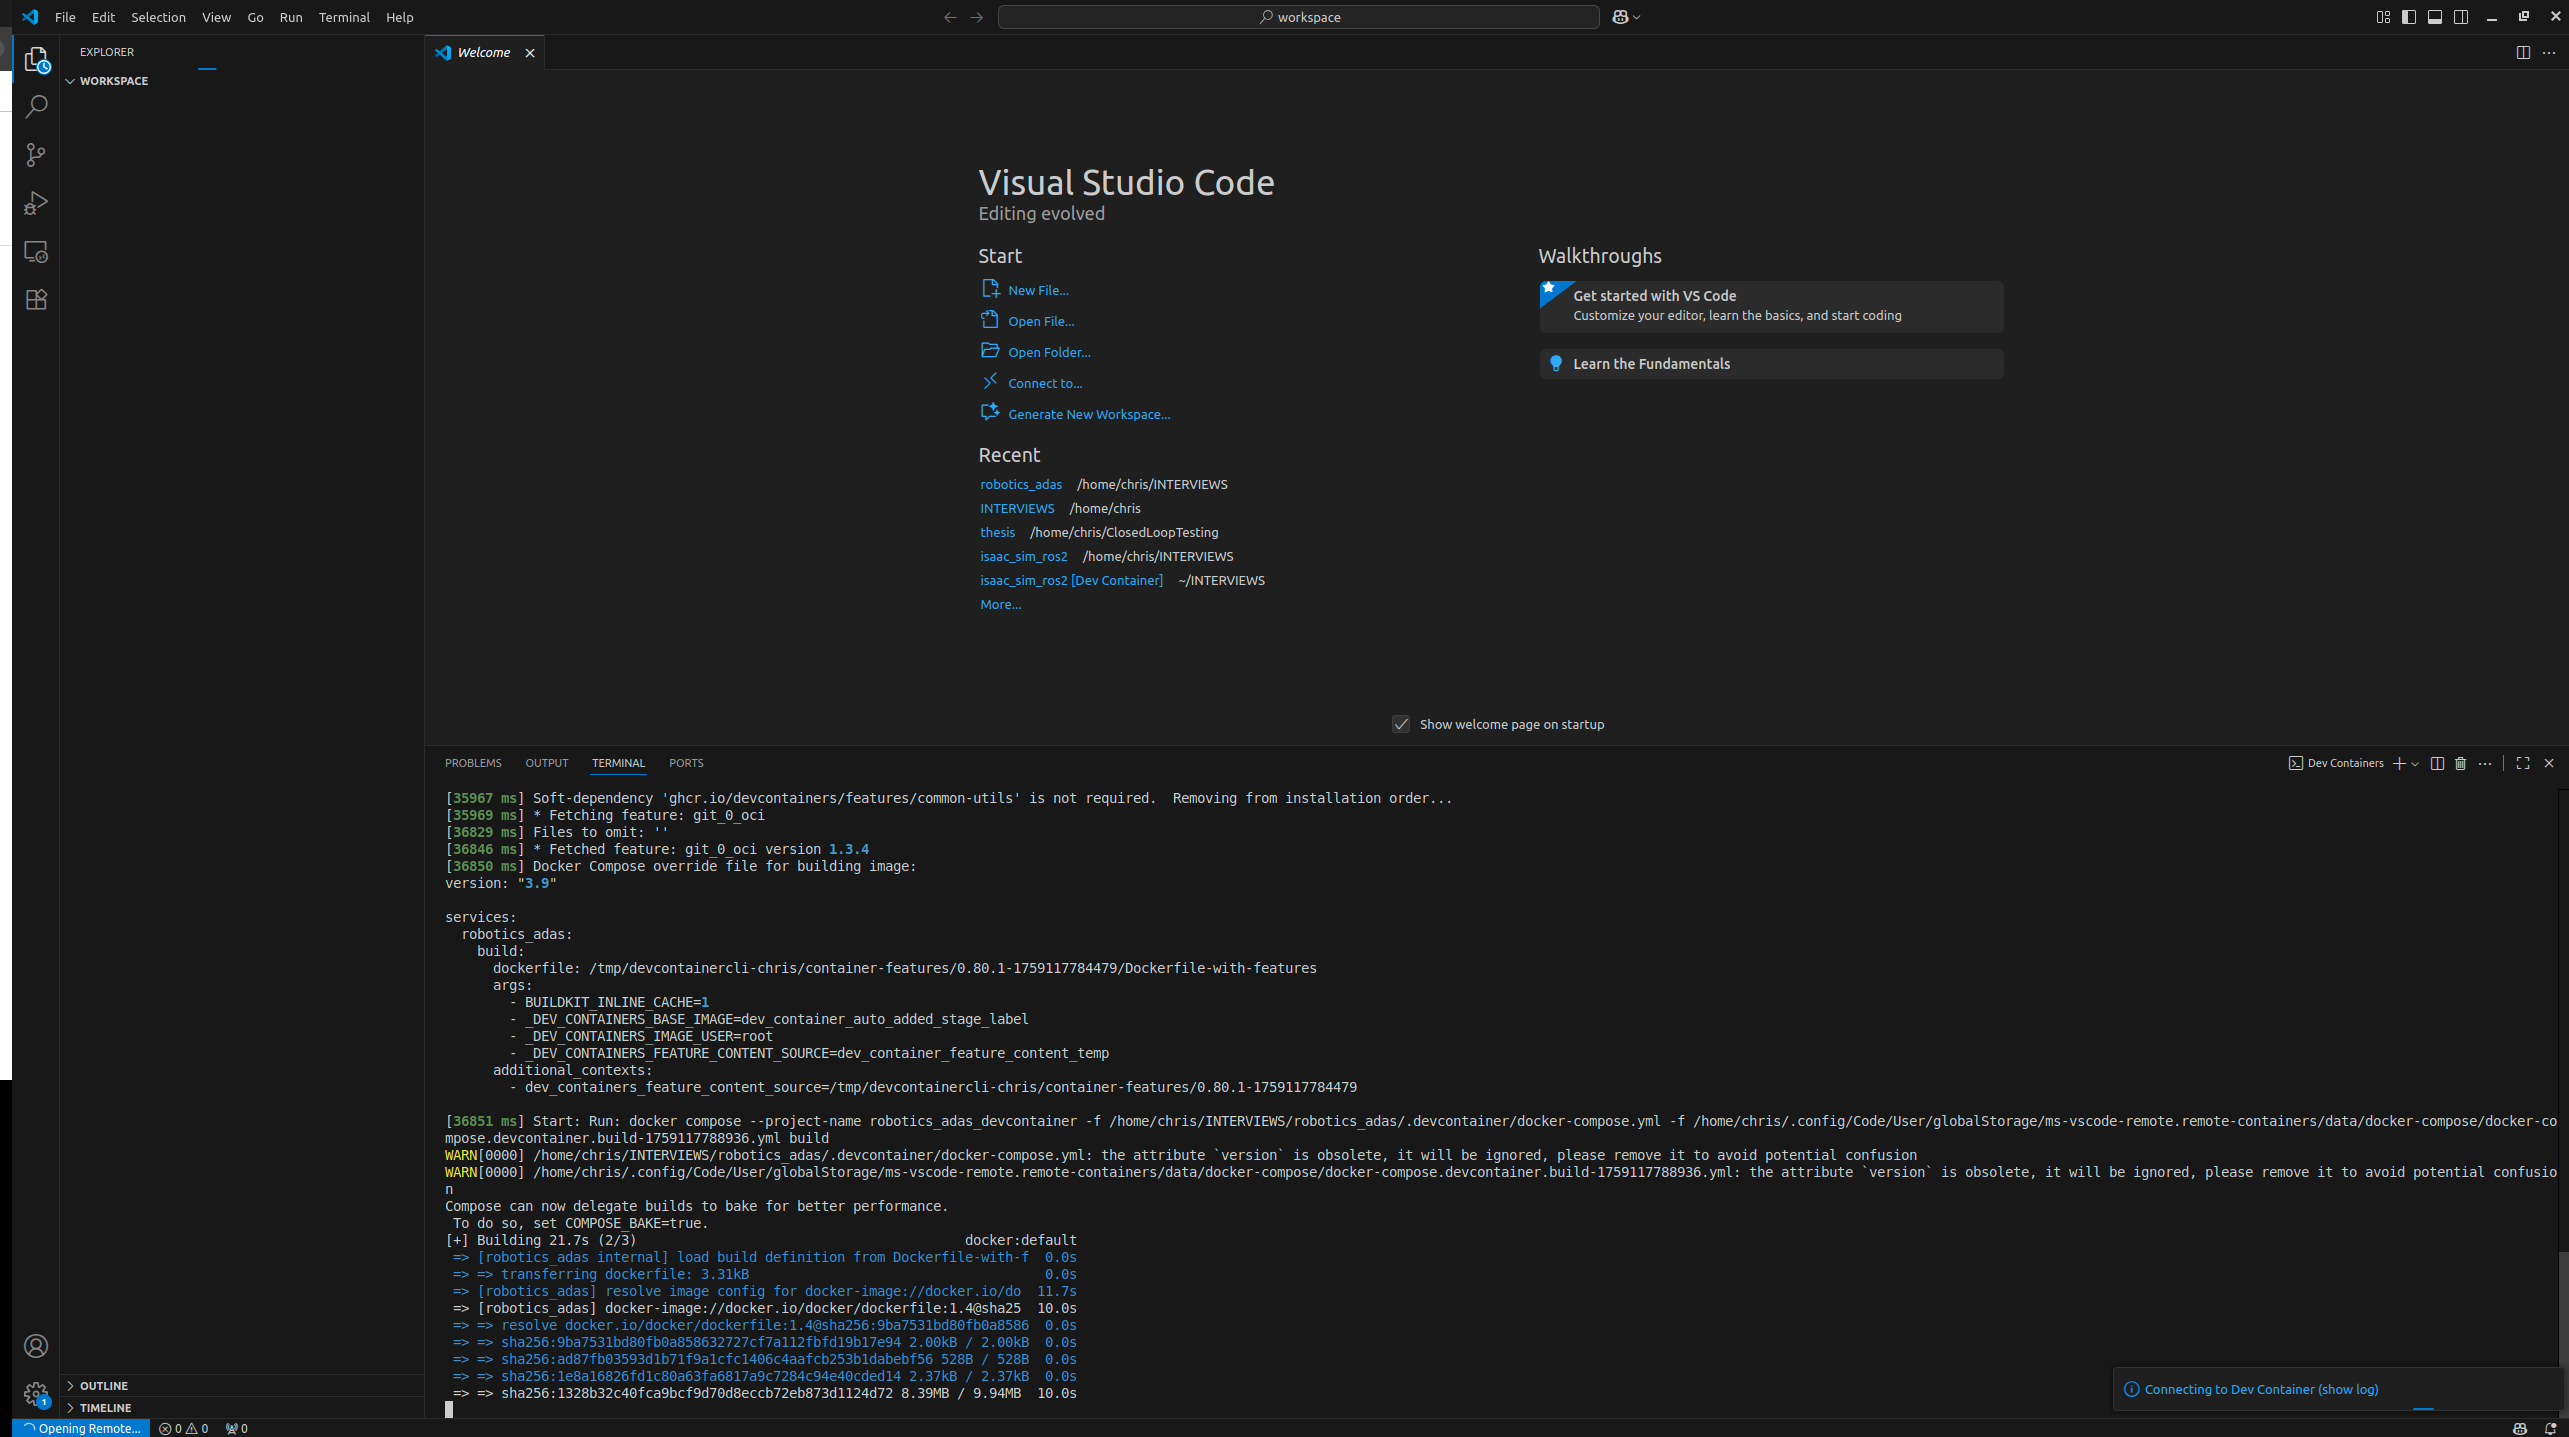 File Edit Selection View Go Run Terminal Help
workspace
EXPLORER
WORKSPACE
Welcome
Visual Studio Code
Editing evolved
Start
New File...
Open File...
Open Folder...
Connect to...
Generate New Workspace...
Recent
robotics_adas /home/chris/INTERVIEWS
INTERVIEWS /home/chris
thesis /home/chris/ClosedLoopTesting
isaac_sim_ros2 /home/chris/INTERVIEWS
isaac_sim_ros2 [Dev Container] ~/INTERVIEWS
More...
Walkthroughs
Get started with VS Code
Customize your editor, learn the basics, and start coding
Learn the Fundamentals
Show welcome page on startup
PROBLEMS OUTPUT TERMINAL PORTS
Dev Containers
[35967 ms] Soft-dependency 'ghcr.io/devcontainers/features/common-utils' is not required.  Removing from installation order...
[35969 ms] * Fetching feature: git_0_oci
[36829 ms] Files to omit: ''
[36846 ms] * Fetched feature: git_0_oci version 1.3.4
[36850 ms] Docker Compose override file for building image:
version: "3.9"
services:
robotics_adas:
build:
dockerfile: /tmp/devcontainercli-chris/container-features/0.80.1-1759117784479/Dockerfile-with-features
args:
- BUILDKIT_INLINE_CACHE=1
- _DEV_CONTAINERS_BASE_IMAGE=dev_container_auto_added_stage_label
- _DEV_CONTAINERS_IMAGE_USER=root
- _DEV_CONTAINERS_FEATURE_CONTENT_SOURCE=dev_container_feature_content_temp
additional_contexts:
- dev_containers_feature_content_source=/tmp/devcontainercli-chris/container-features/0.80.1-1759117784479
[36851 ms] Start: Run: docker compose --project-name robotics_adas_devcontainer -f /home/chris/INTERVIEWS/robotics_adas/.devcontainer/docker-compose.yml -f /home/chris/.config/Code/User/globalStorage/ms-vscode-remote.remote-containers/data/docker-compose/docker-co
mpose.devcontainer.build-1759117788936.yml build
WARN[0000] /home/chris/INTERVIEWS/robotics_adas/.devcontainer/docker-compose.yml: the attribute `version` is obsolete, it will be ignored, please remove it to avoid potential confusion
WARN[0000] /home/chris/.config/Code/User/globalStorage/ms-vscode-remote.remote-containers/data/docker-compose/docker-compose.devcontainer.build-1759117788936.yml: the attribute `version` is obsolete, it will be ignored, please remove it to avoid potential confusio
n
Compose can now delegate builds to bake for better performance.
To do so, set COMPOSE_BAKE=true.
[+] Building 21.7s (2/3) docker:default
=> [robotics_adas internal] load build definition from Dockerfile-with-f 0.0s
=> => transferring dockerfile: 3.31kB 0.0s
=> [robotics_adas] resolve image config for docker-image://docker.io/do 11.7s
=> [robotics_adas] docker-image://docker.io/docker/dockerfile:1.4@sha25 10.0s
=> => resolve docker.io/docker/dockerfile:1.4@sha256:9ba7531bd80fb0a8586 0.0s
=> => sha256:9ba7531bd80fb0a858632727cf7a112fbfd19b17e94 2.00kB / 2.00kB 0.0s
=> => sha256:ad87fb03593d1b71f9a1cfc1406c4aafcb253b1dabebf56 528B / 528B 0.0s
=> => sha256:1e8a16826fd1c80a63fa6817a9c7284c94e40cded14 2.37kB / 2.37kB 0.0s
=> => sha256:1328b32c40fca9bcf9d70d8eccb72eb873d1124d72 8.39MB / 9.94MB 10.0s
Connecting to Dev Container (show log)
OUTLINE
TIMELINE
1
Opening Remote... 0 0 0